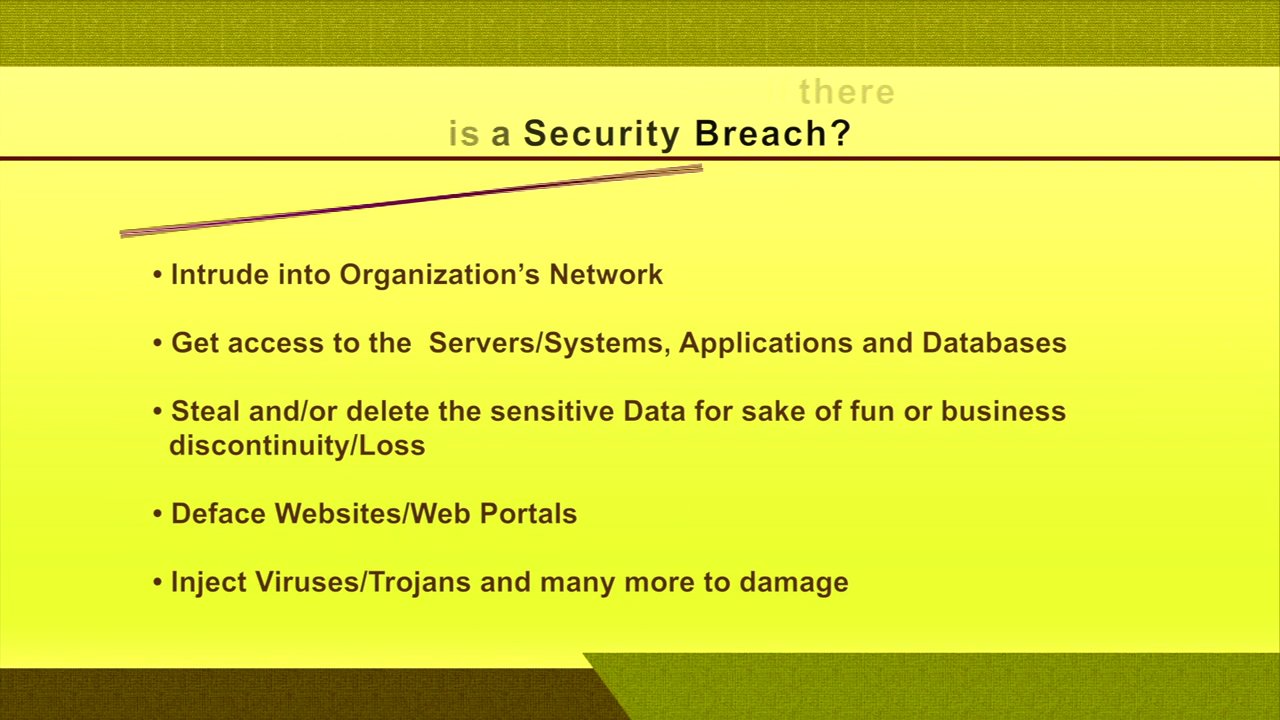 there
is a Security Breach?
• Intrude into Organization’s Network
• Get access to the  Servers/Systems, Applications and Databases
• Steal and/or delete the sensitive Data for sake of fun or business
discontinuity/Loss
• Deface Websites/Web Portals
• Inject Viruses/Trojans and many more to damage